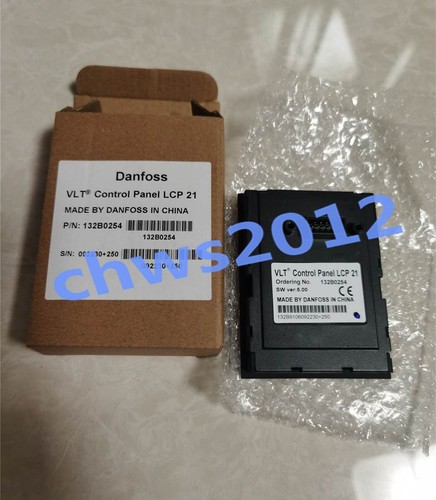 Danfoss
VLT® Control Panel LCP 21
MADE BY DANFOSS IN CHINA
P/N: 132B0254
132B0254
S/N:
chws2012
VLT® Control Panel LCP 21
Ordering No. 132B0254
SW ver:5.00
CE
MADE BY DANFOSS IN CHINA